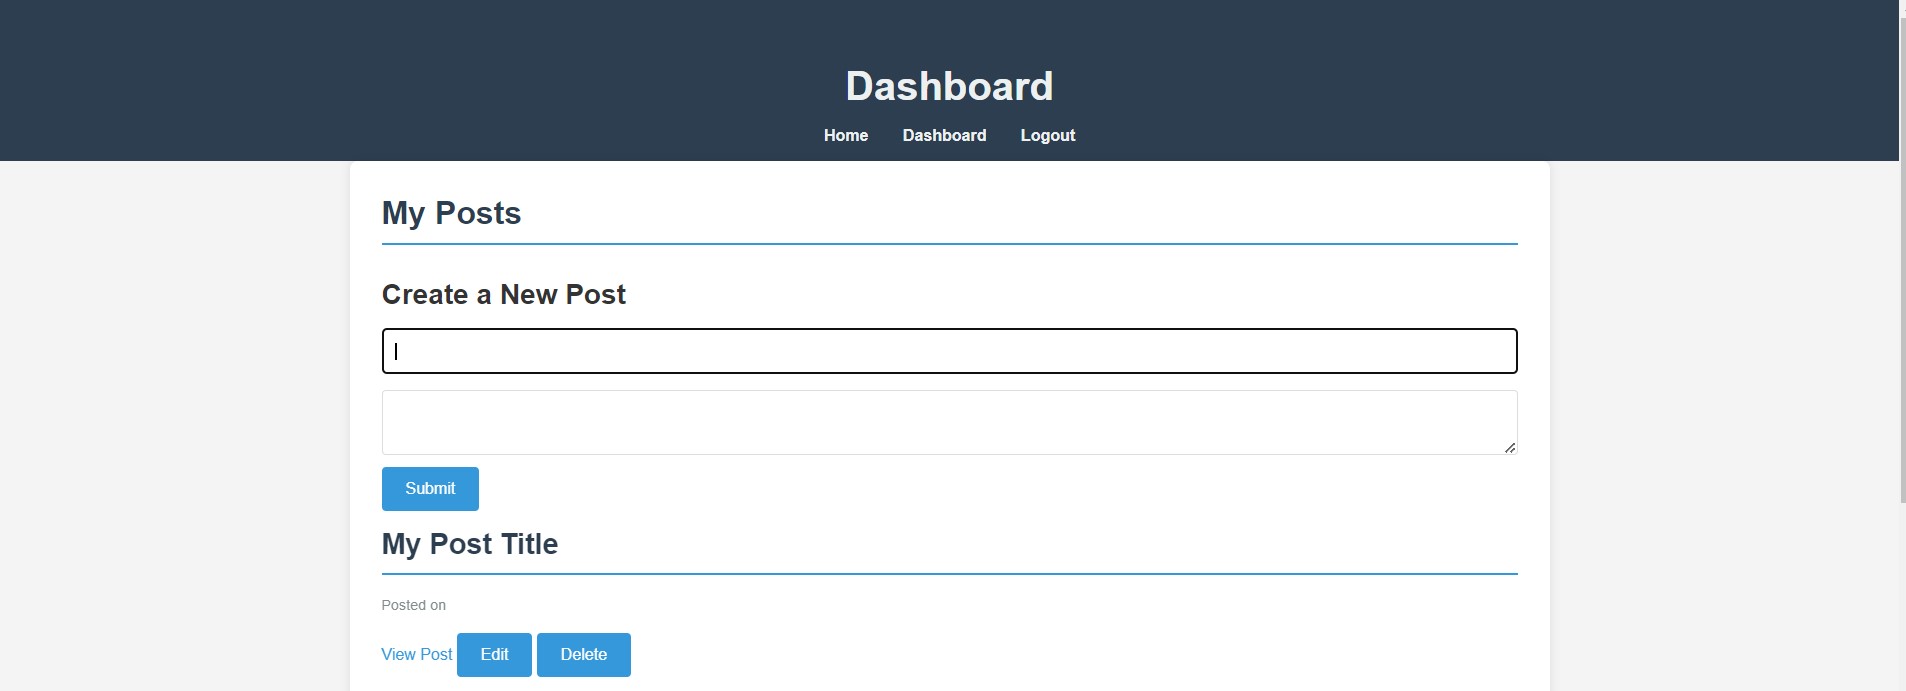 Dashboard
Home Dashboard Logout
My Posts
Create a New Post
Submit
My Post Title
Posted on
View Post Edit Delete